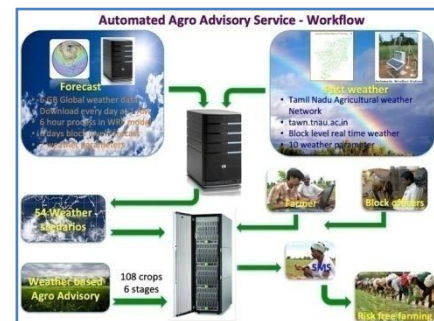 Automated Agro Advisory Service - Workflow
Forecast
GB Global weather data
Download every day at
6 hour process in WRF model
days block forecast
Past weather
• Tamil Nadu Agricultural weather
Network
• tawn.tnau.ac.in
• Block level real time weather
• 10 weather parameter
54 Weather
scenarios
Farmer
Block officers
Weather based
Agro Advisory
108 crops
6 stages
SMS
Risk free farming